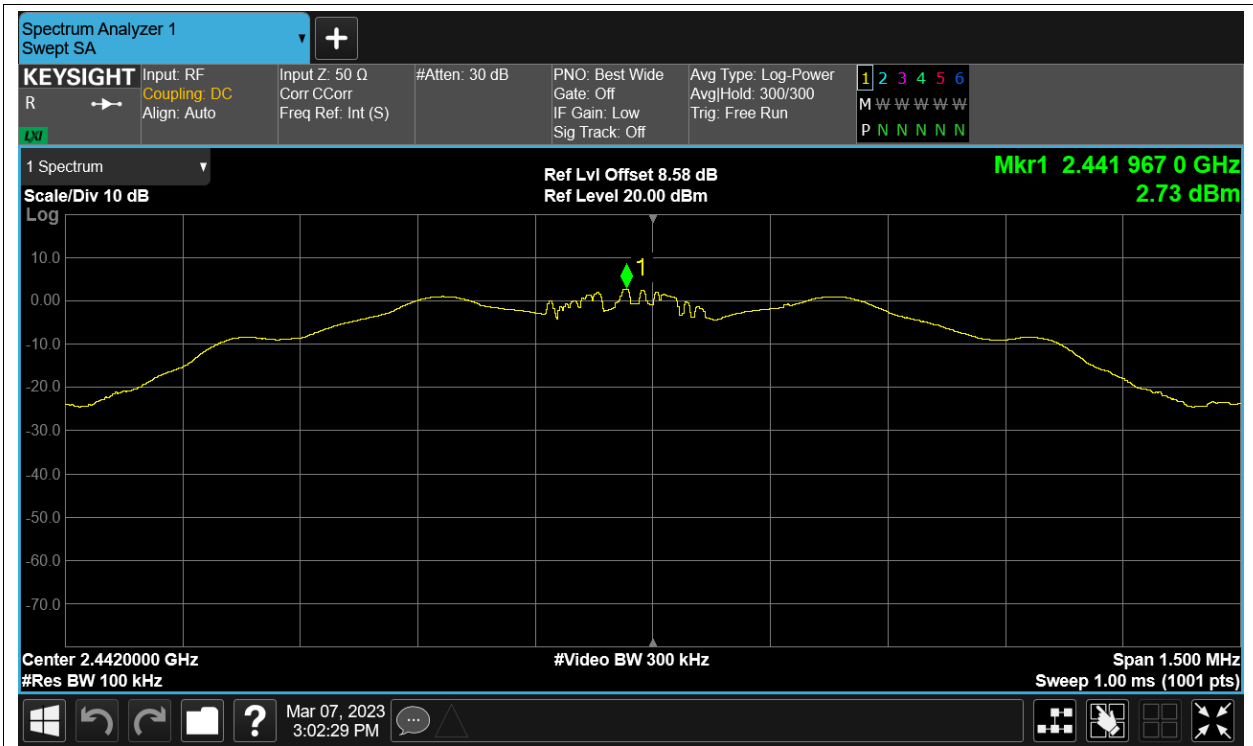 Spectrum Analyzer 1
Swept SA
KEYSIGHT
R
LXI
Input: RF
Coupling: DC
Align: Auto
Input Z: 50 Ω
Corr CCorr
Freq Ref: Int (S)
#Atten: 30 dB
PNO: Best Wide
Gate: Off
IF Gain: Low
Sig Track: Off
Avg Type: Log-Power
Avg|Hold: 300/300
Trig: Free Run
1 2 3 4 5 6
M W W W W W
P N N N N N
1 Spectrum
Scale/Div 10 dB
Log
Ref Lvl Offset 8.58 dB
Ref Level 20.00 dBm
Mkr1 2.441 967 0 GHz
2.73 dBm
1
10.0
0.00
-10.0
-20.0
-30.0
-40.0
-50.0
-60.0
-70.0
Center 2.4420000 GHz
#Res BW 100 kHz
#Video BW 300 kHz
Span 1.500 MHz
Sweep 1.00 ms (1001 pts)
?
Mar 07, 2023
3:02:29 PM